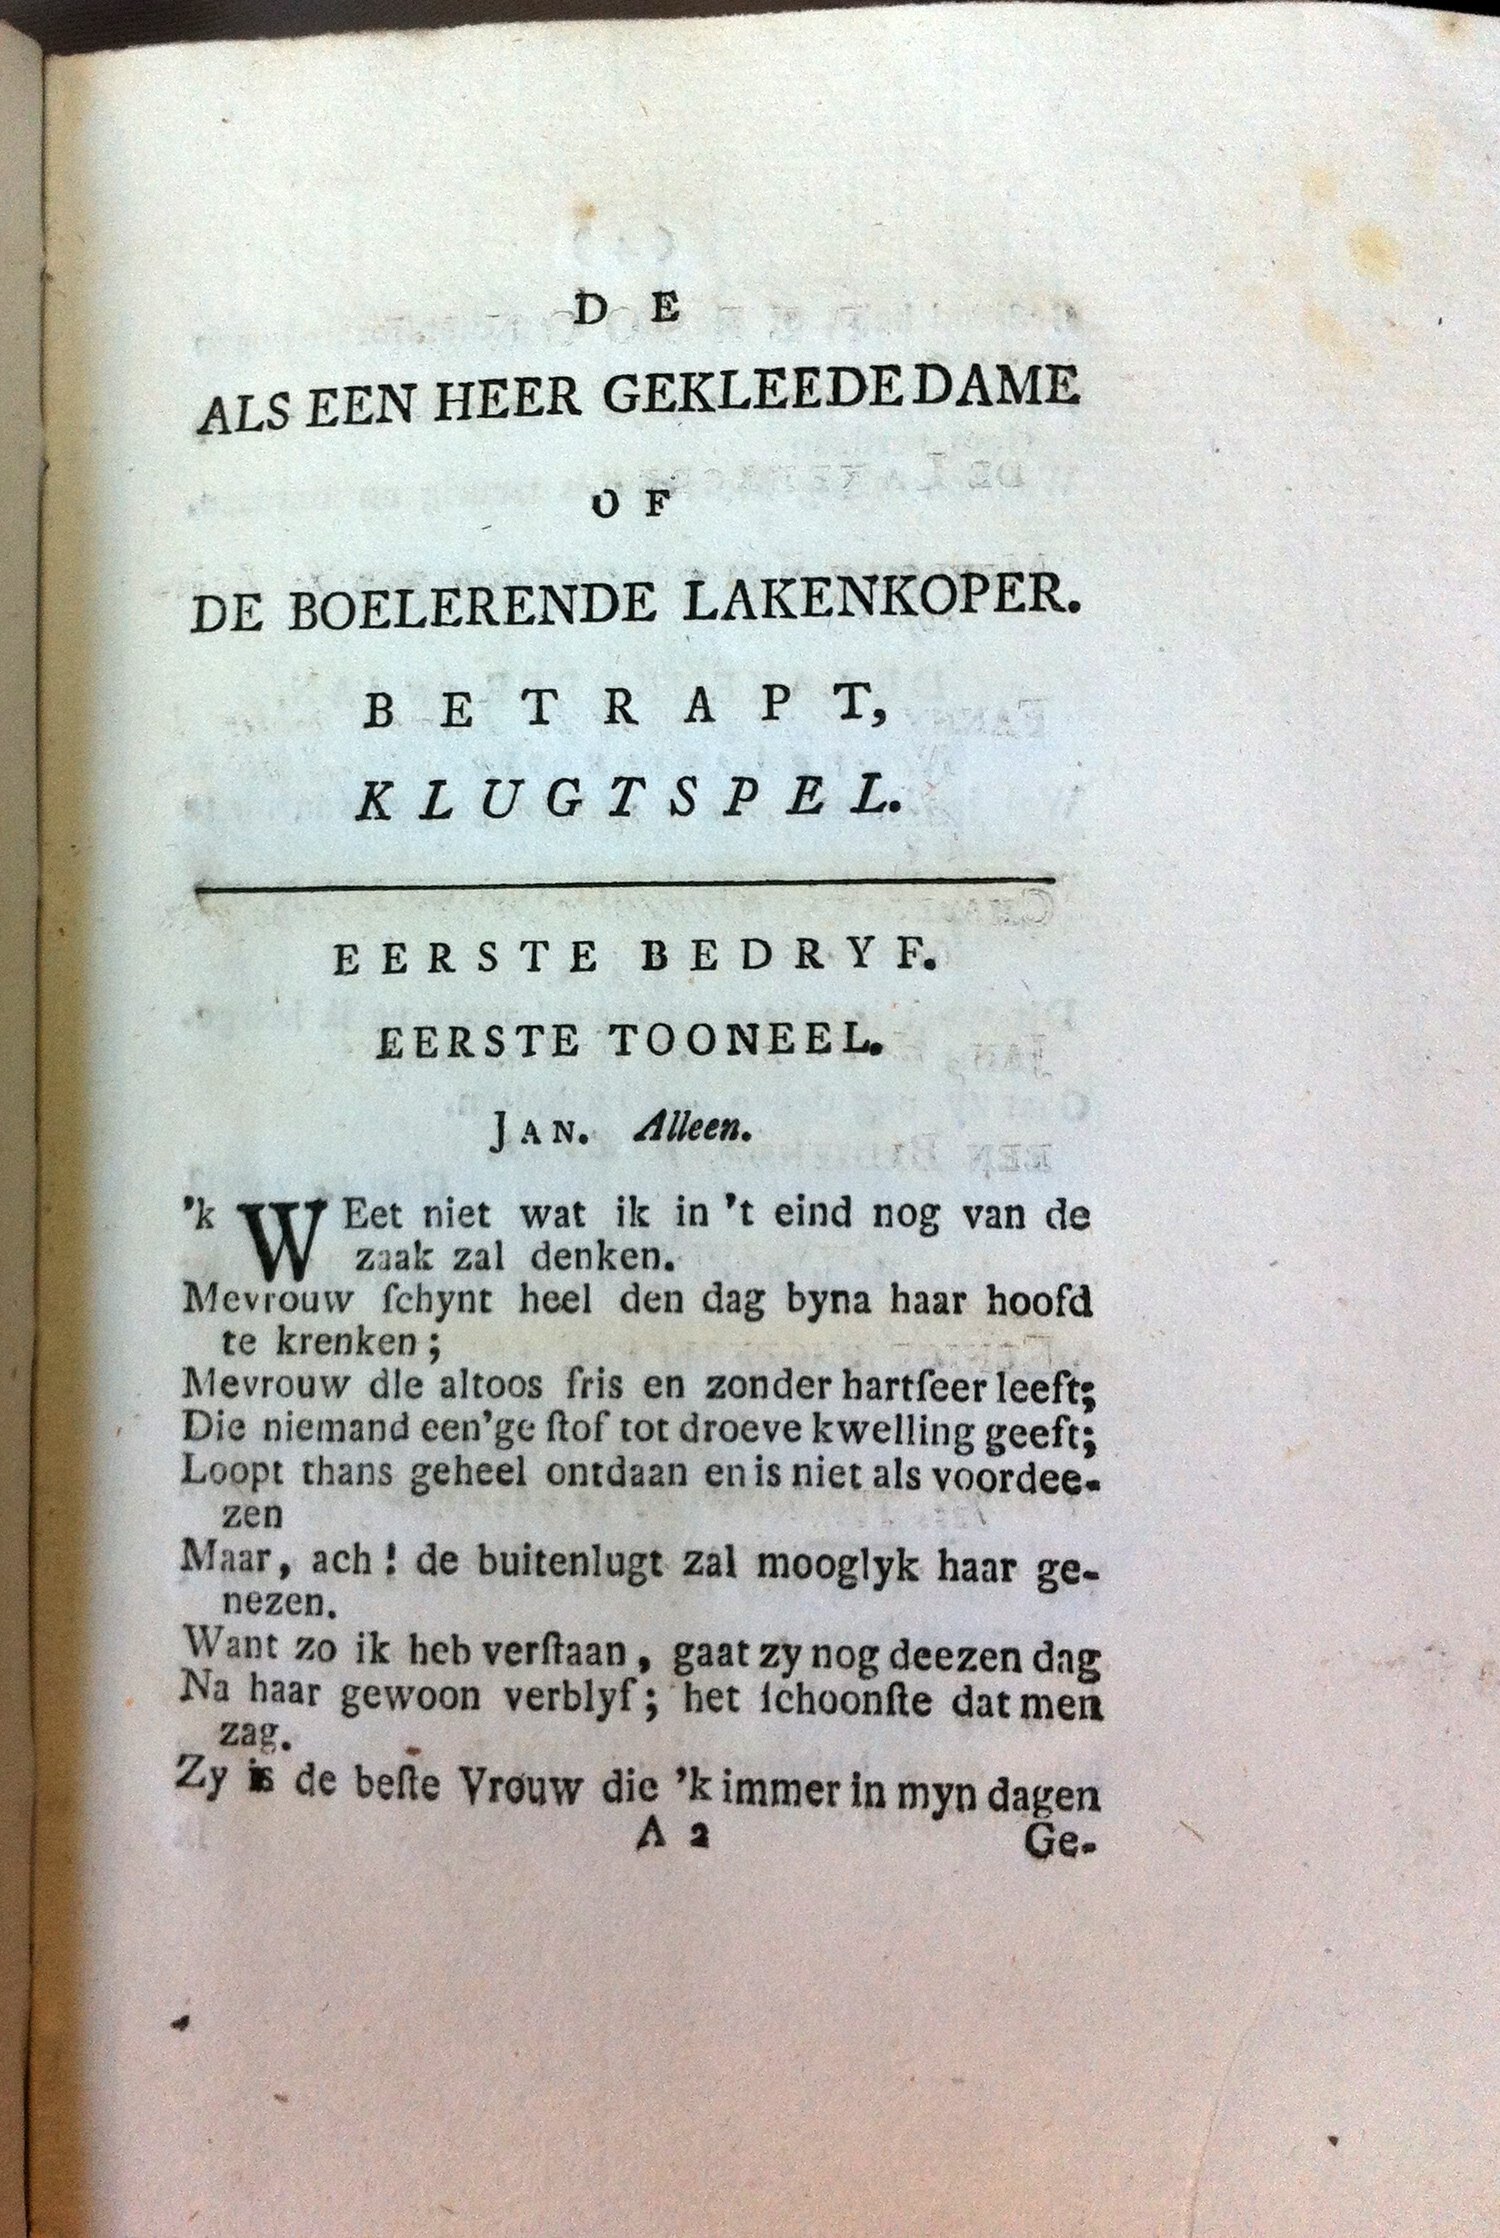 DE
ALS EEN HEER GEKLEEDE DAME
OF
DE BOELERENDE LAKENKOPER.
BETRAPT,
KLUGTSPEL.
EERSTE BEDRYF.
EERSTE TOONEEL.
JAN. Alleen.
'k WEet niet wat ik in 't eind nog van de
zaak zal denken.
Mevrouw ſchynt heel den dag byna haar hoofd
te krenken;
Mevrouw die altoos fris en zonder hartſeer leeft;
Die niemand een'ge ſtof tot droeve kwelling geeft;
Loopt thans geheel ontdaan en is niet als voordee-
zen
Maar, ach! de buitenlugt zal mooglyk haar ge-
nezen.
Want zo ik heb verſtaan, gaat zy nog deezen dag
Na haar gewoon verblyf; het ſchoonſte dat men
zag.
Zy is de beſte Vrouw die 'k immer in myn dagen
A 2 Ge-